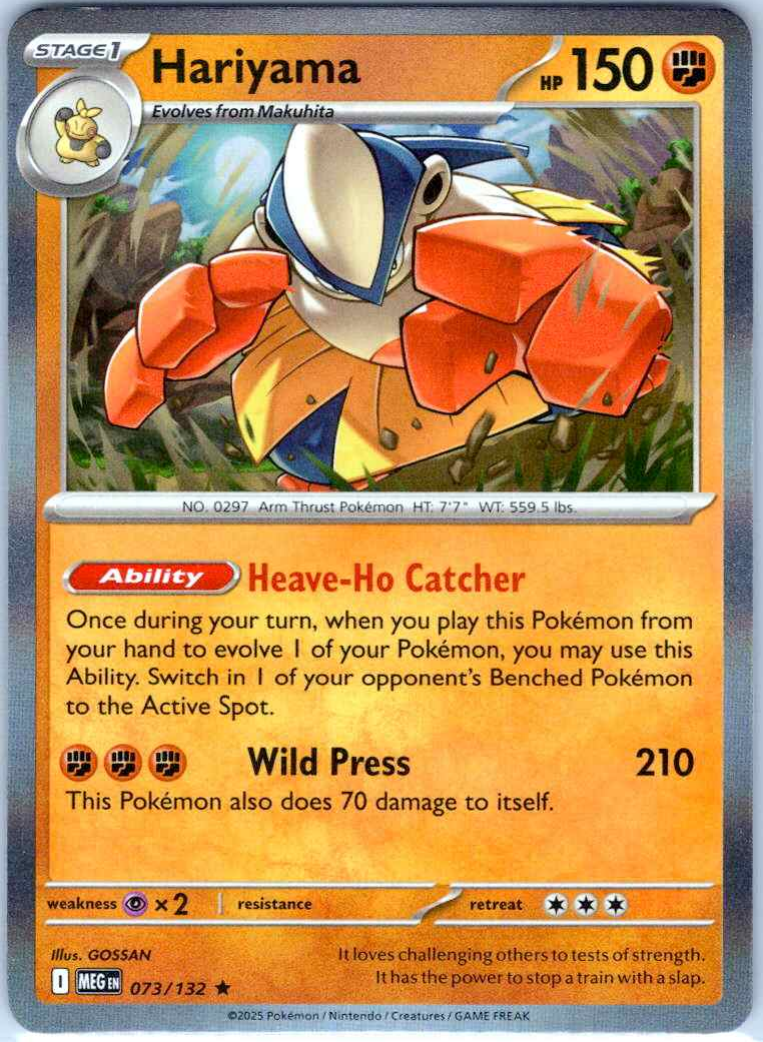 STAGE 1
Hariyama
HP 150
Evolves from Makuhita
NO. 0297 Arm Thrust Pokémon HT: 7'7" WT: 559.5 lbs.
Ability Heave-Ho Catcher
Once during your turn, when you play this Pokémon from
your hand to evolve 1 of your Pokémon, you may use this
Ability. Switch in 1 of your opponent's Benched Pokémon
to the Active Spot.
Wild Press 210
This Pokémon also does 70 damage to itself.
weakness ×2 resistance retreat
Illus. GOSSAN
It loves challenging others to tests of strength.
It has the power to stop a train with a slap.
I MEG EN 073/132 ★
©2025 Pokémon / Nintendo / Creatures / GAME FREAK